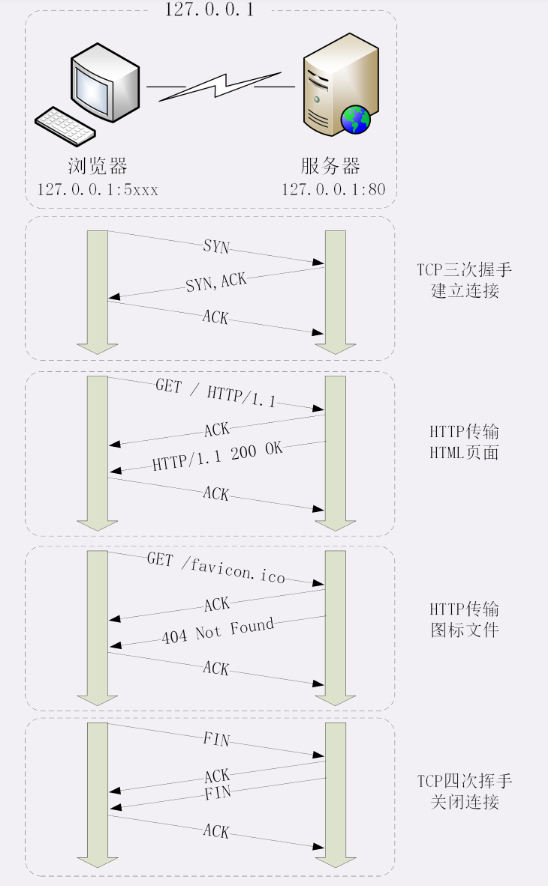 127.0.0.1
浏览器
服务器
127.0.0.1:5xxx
127.0.0.1:80
SYN
SYN,ACK
ACK
TCP三次握手
建立连接
GET / HTTP/1.1
ACK
HTTP/1.1 200 OK
ACK
HTTP传输
HTML页面
GET /favicon.ico
ACK
404 Not Found
ACK
HTTP传输
图标文件
FIN
ACK
FIN
ACK
TCP四次挥手
关闭连接